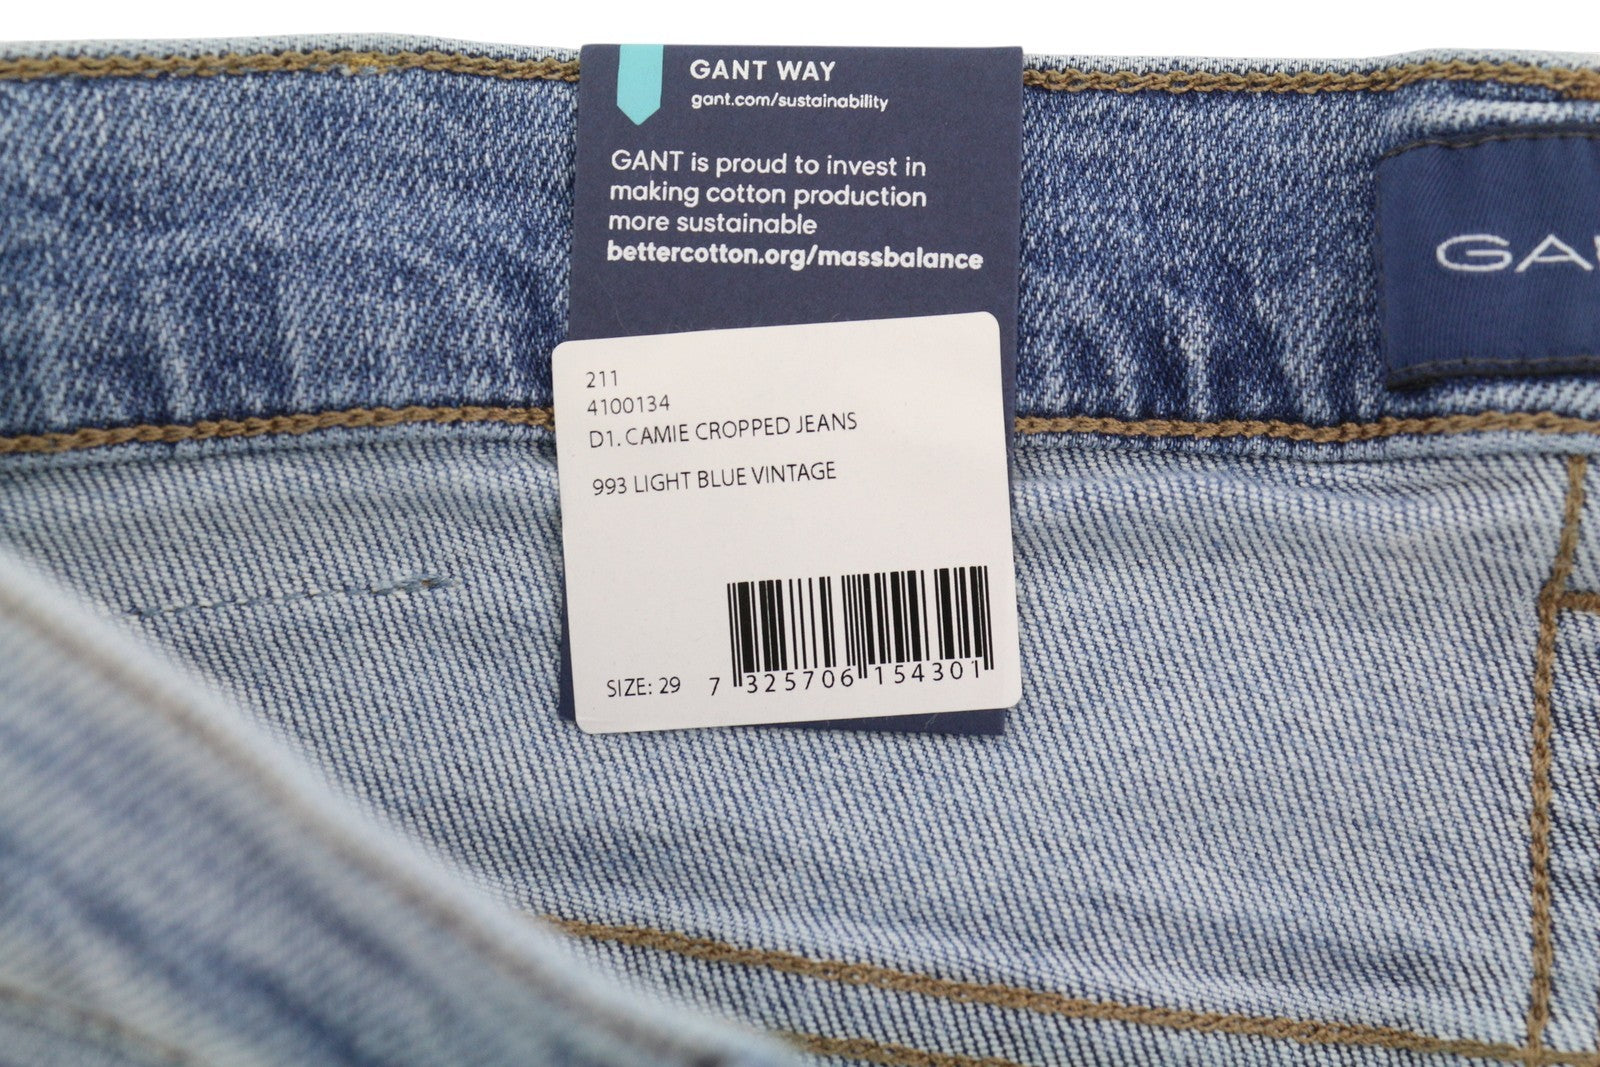 GANT WAY
gant.com/sustainability
GANT is proud to invest in
making cotton production
more sustainable
bettercotton.org/massbalance
211
4100134
D1. CAMIE CROPPED JEANS
993 LIGHT BLUE VINTAGE
SIZE: 29
7 325706 154301